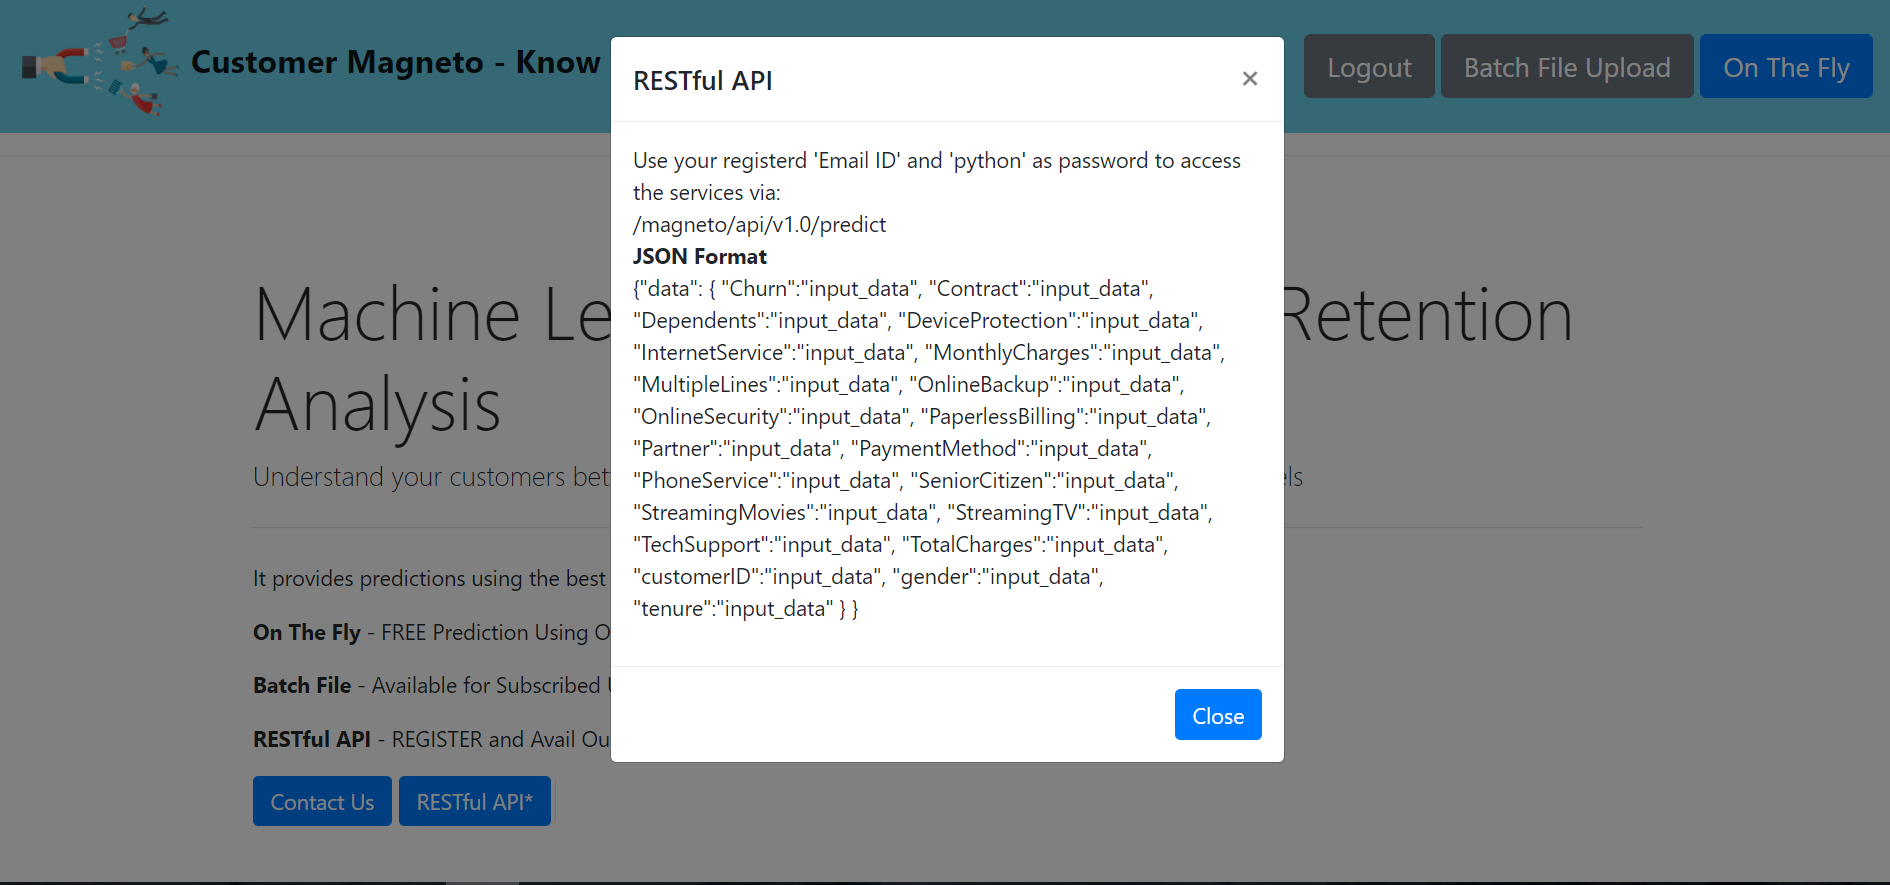 Customer Magneto - Know
Logout
Batch File Upload
On The Fly
RESTful API
×
Use your registerd 'Email ID' and 'python' as password to access
the services via:
/magneto/api/v1.0/predict
JSON Format
{"data": { "Churn":"input_data", "Contract":"input_data",
"Dependents":"input_data", "DeviceProtection":"input_data",
"InternetService":"input_data", "MonthlyCharges":"input_data",
"MultipleLines":"input_data", "OnlineBackup":"input_data",
"OnlineSecurity":"input_data", "PaperlessBilling":"input_data",
"Partner":"input_data", "PaymentMethod":"input_data",
"PhoneService":"input_data", "SeniorCitizen":"input_data",
"StreamingMovies":"input_data", "StreamingTV":"input_data",
"TechSupport":"input_data", "TotalCharges":"input_data",
"customerID":"input_data", "gender":"input_data",
"tenure":"input_data" } }
Close
Machine Retention
Analysis
Understand your customers
It provides predictions using the best
On The Fly - FREE Prediction Using
Batch File - Available for Subscribed
RESTful API - REGISTER and Avail
Contact Us
RESTful API*